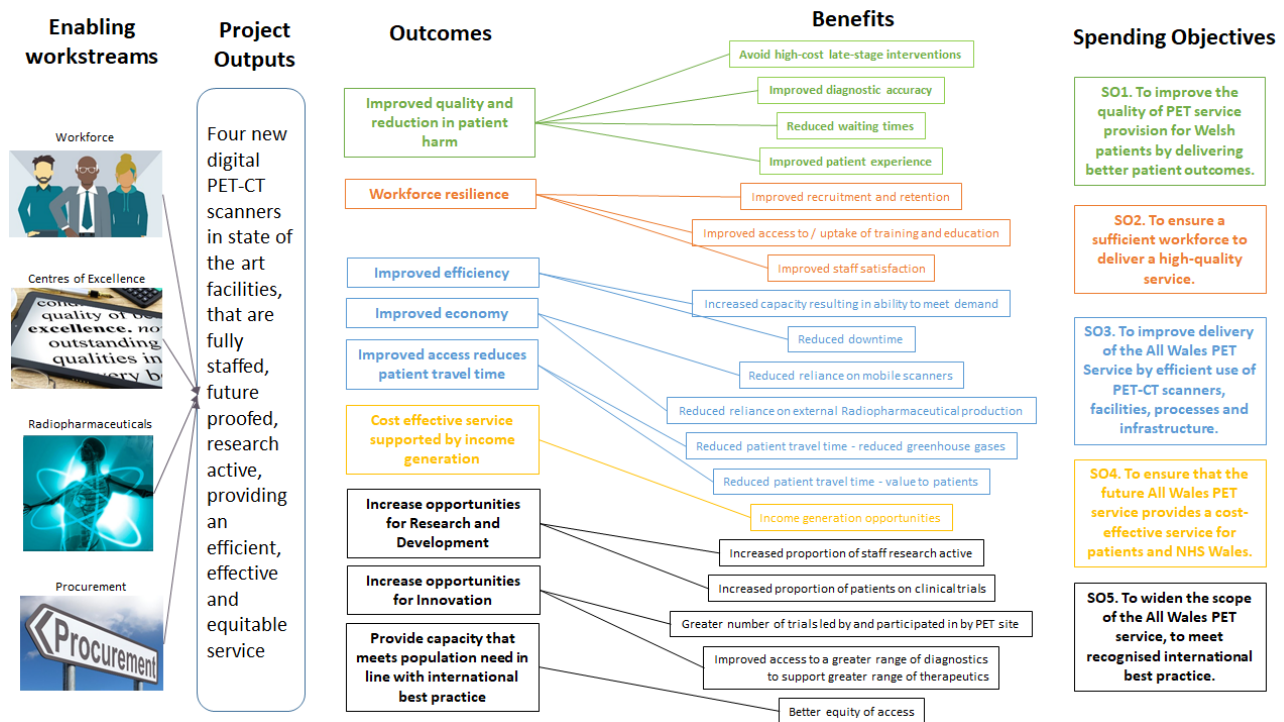 Enabling
workstreams
Workforce
Centres of Excellence
quality of be
excellence. no
outstanding
qualities in
very b
Radiopharmaceuticals
Procurement
Procurement
Project
Outputs
Four new
digital
PET-CT
scanners
in state of
the art
facilities,
that are
fully
staffed,
future
proofed,
research
active,
providing
an
efficient,
effective
and
equitable
service
Outcomes
Improved quality and
reduction in patient
harm
Workforce resilience
Improved efficiency
Improved economy
Improved access reduces
patient travel time
Cost effective service
supported by income
generation
Increase opportunities
for Research and
Development
Increase opportunities
for Innovation
Provide capacity that
meets population need in
line with international
best practice
Benefits
Avoid high-cost late-stage interventions
Improved diagnostic accuracy
Reduced waiting times
Improved patient experience
Improved recruitment and retention
Improved access to / uptake of training and education
Improved staff satisfaction
Increased capacity resulting in ability to meet demand
Reduced downtime
Reduced reliance on mobile scanners
Reduced reliance on external Radiopharmaceutical production
Reduced patient travel time - reduced greenhouse gases
Reduced patient travel time - value to patients
Income generation opportunities
Increased proportion of staff research active
Increased proportion of patients on clinical trials
Greater number of trials led by and participated in by PET site
Improved access to a greater range of diagnostics
to support greater range of therapeutics
Better equity of access
Spending Objectives
SO1. To improve the
quality of PET service
provision for Welsh
patients by delivering
better patient outcomes.
SO2. To ensure a
sufficient workforce to
deliver a high-quality
service.
SO3. To improve delivery
of the All Wales PET
Service by efficient use of
PET-CT scanners,
facilities, processes and
infrastructure.
SO4. To ensure that the
future All Wales PET
service provides a cost-
effective service for
patients and NHS Wales.
SO5. To widen the scope
of the All Wales PET
service, to meet
recognised international
best practice.